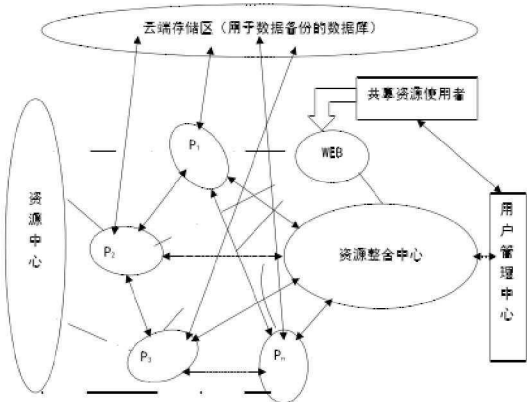 云端存储区（用于数据备份的数据库）
共享资源使用者
P1
WEB
资源中心
用户管理中心
P2
资源整合中心
P3
Pn